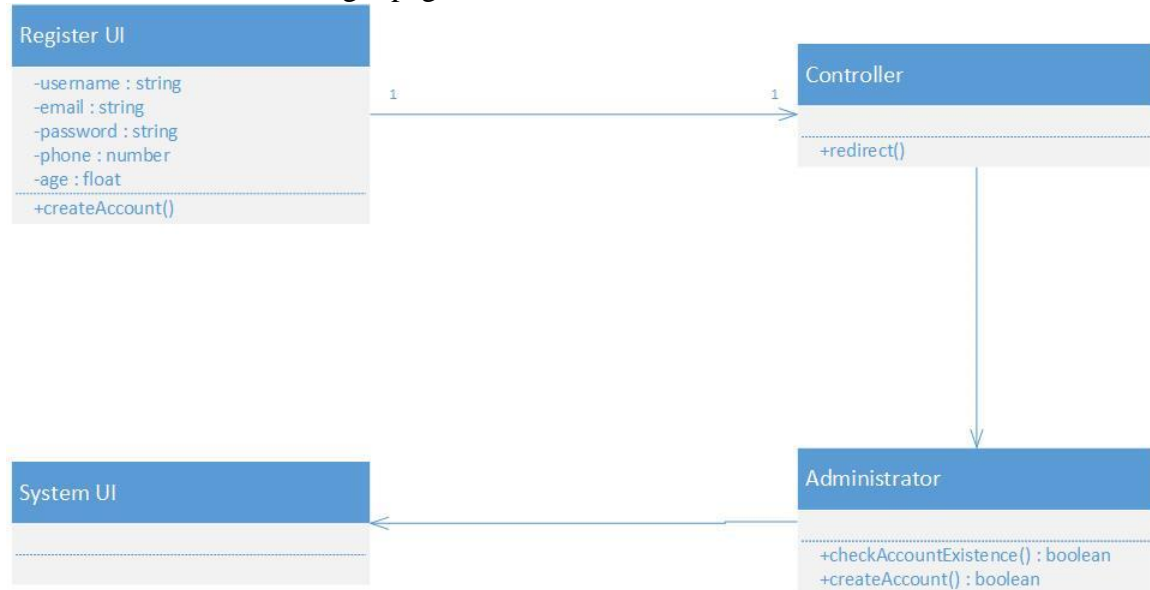 Register UI
-username : string
-email : string
-password : string
-phone : number
-age : float
+createAccount()
1
1
Controller
+redirect()
System UI
Administrator
+checkAccountExistence() : boolean
+createAccount() : boolean